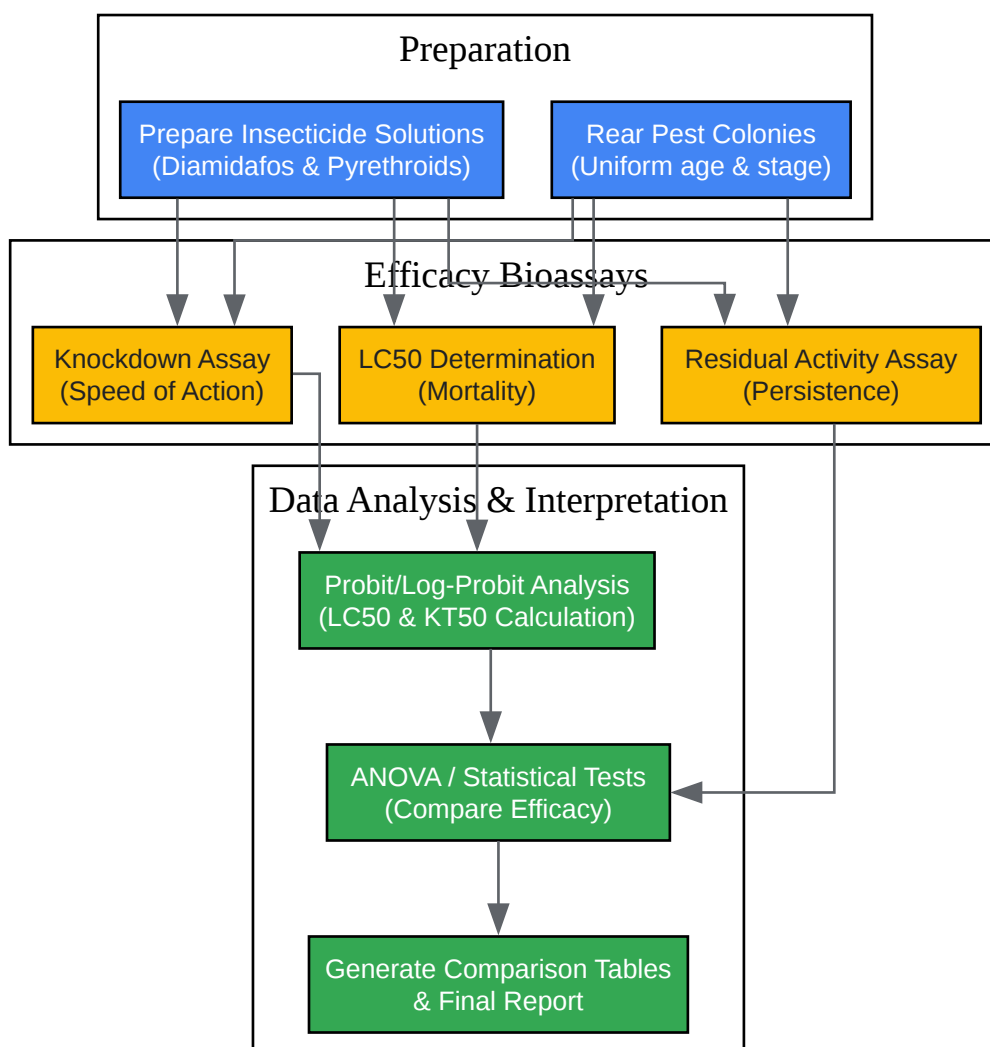 Preparation
Prepare Insecticide Solutions
(Diamidafos & Pyrethroids)
Rear Pest Colonies
(Uniform age & stage)
Efficacy Bioassays
Knockdown Assay
(Speed of Action)
LC50 Determination
(Mortality)
Residual Activity Assay
(Persistence)
Data Analysis & Interpretation
Probit/Log-Probit Analysis
(LC50 & KT50 Calculation)
ANOVA / Statistical Tests
(Compare Efficacy)
Generate Comparison Tables
& Final Report